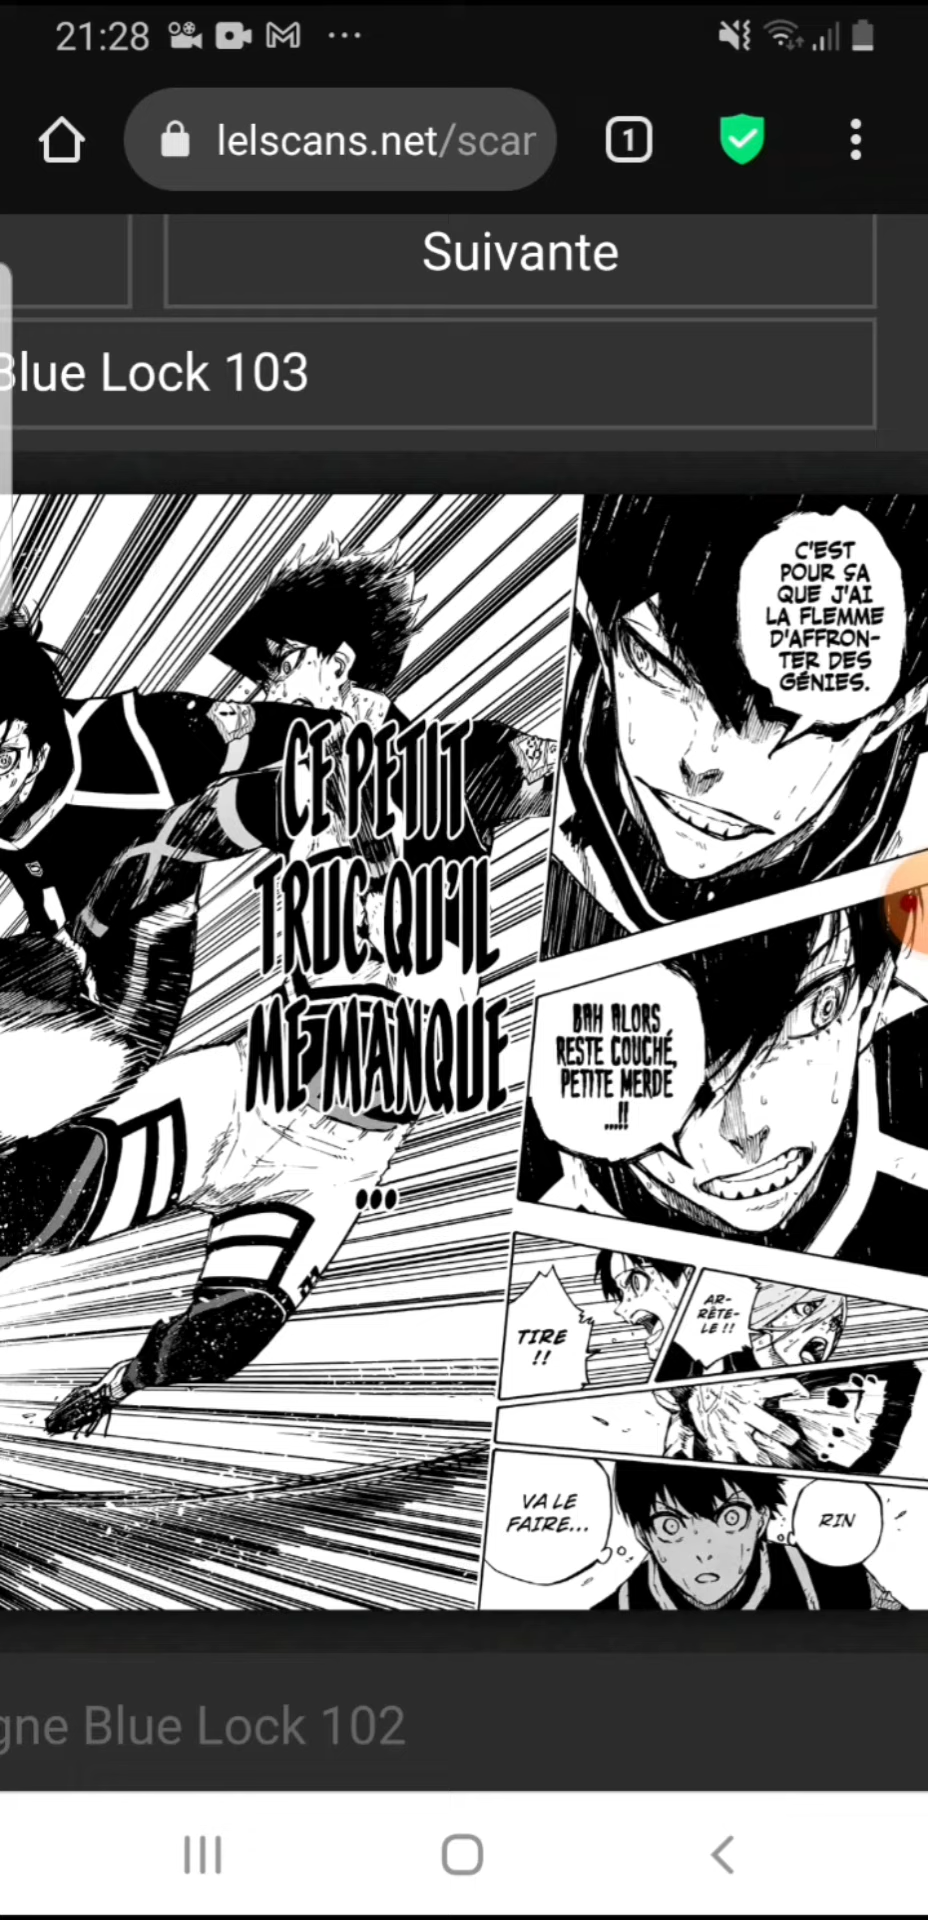 21:28
lelscans.net/scar
1
Suivante
Blue Lock 103
C'EST
POUR ÇA
QUE J'AI
LA FLEMME
D'AFFRON-
TER DES
GÉNIES.
BAH ALORS
RESTE COUCHÉ,
PETITE MERDE
...!!
CE PETIT
TRUC QU'IL
ME MANQUE
...
TIRE
!!
AR-
RÊTE-
LE !!
RIN
VA LE
FAIRE...
gne Blue Lock 102